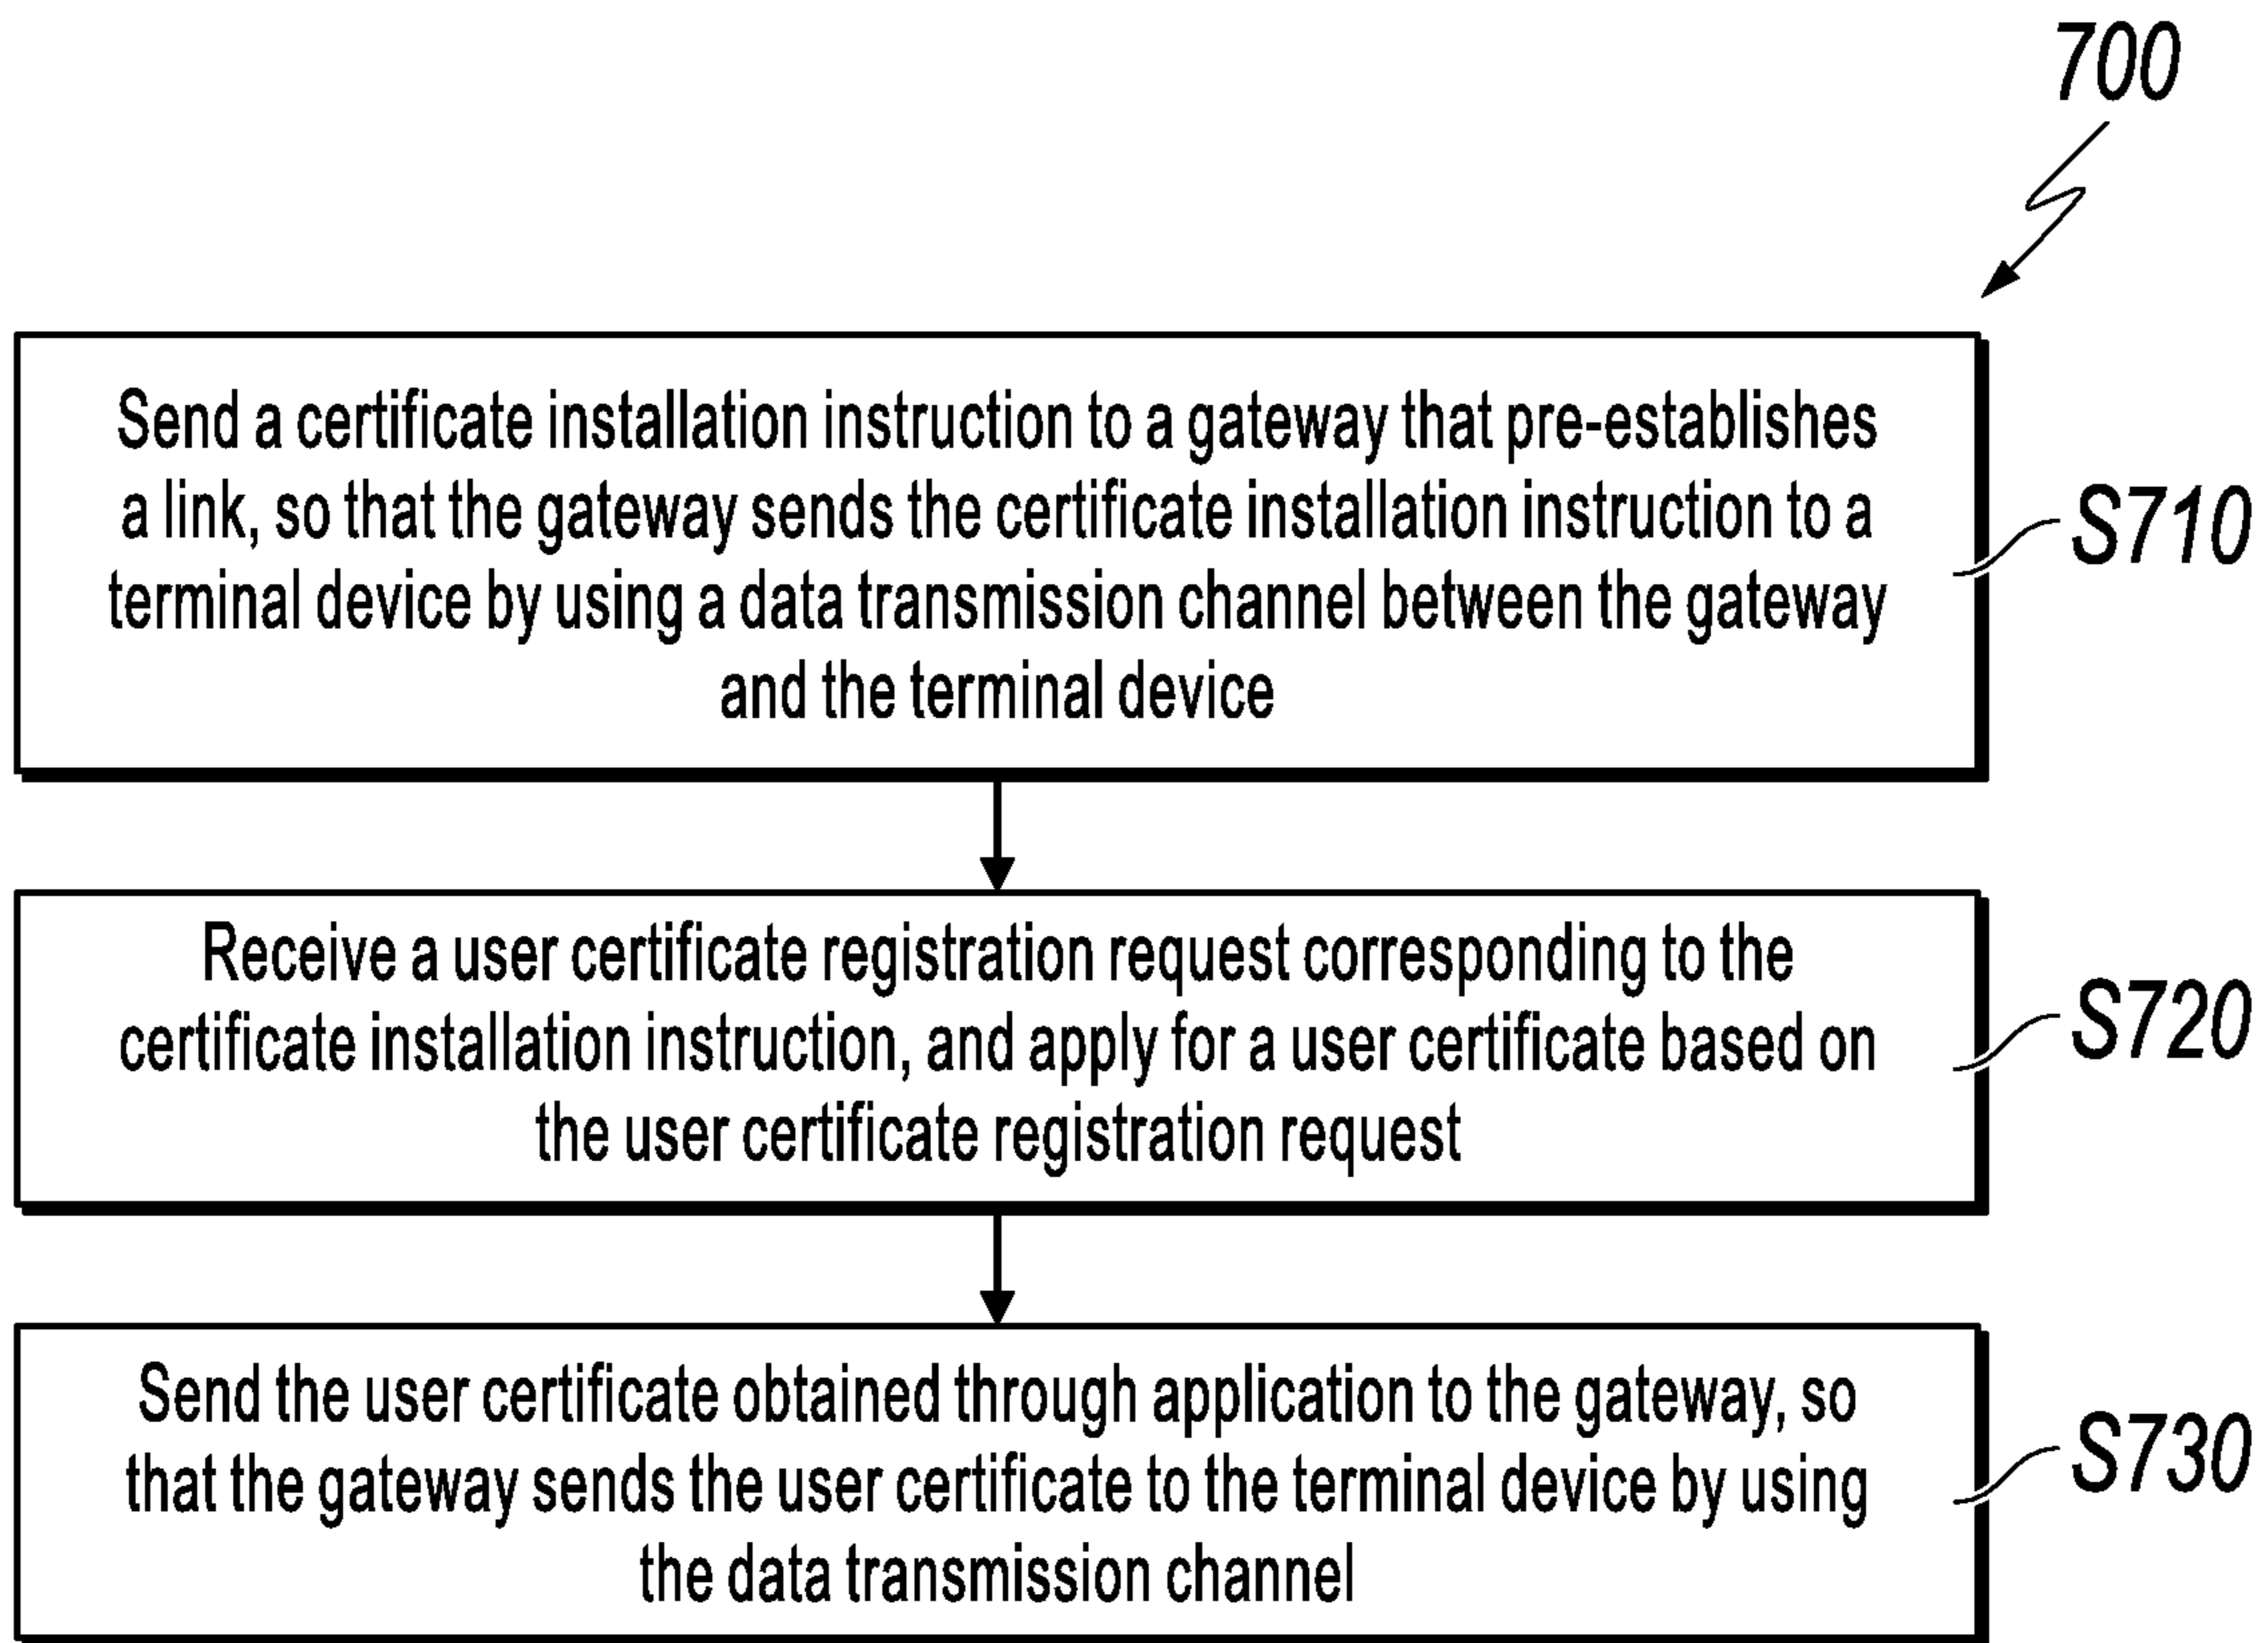 700
Send a certificate installation instruction to a gateway that pre-establishes
a link, so that the gateway sends the certificate installation instruction to a
terminal device by using a data transmission channel between the gateway
and the terminal device
S710
Receive a user certificate registration request corresponding to the
certificate installation instruction, and apply for a user certificate based on
the user certificate registration request
S720
Send the user certificate obtained through application to the gateway, so
that the gateway sends the user certificate to the terminal device by using
the data transmission channel
S730